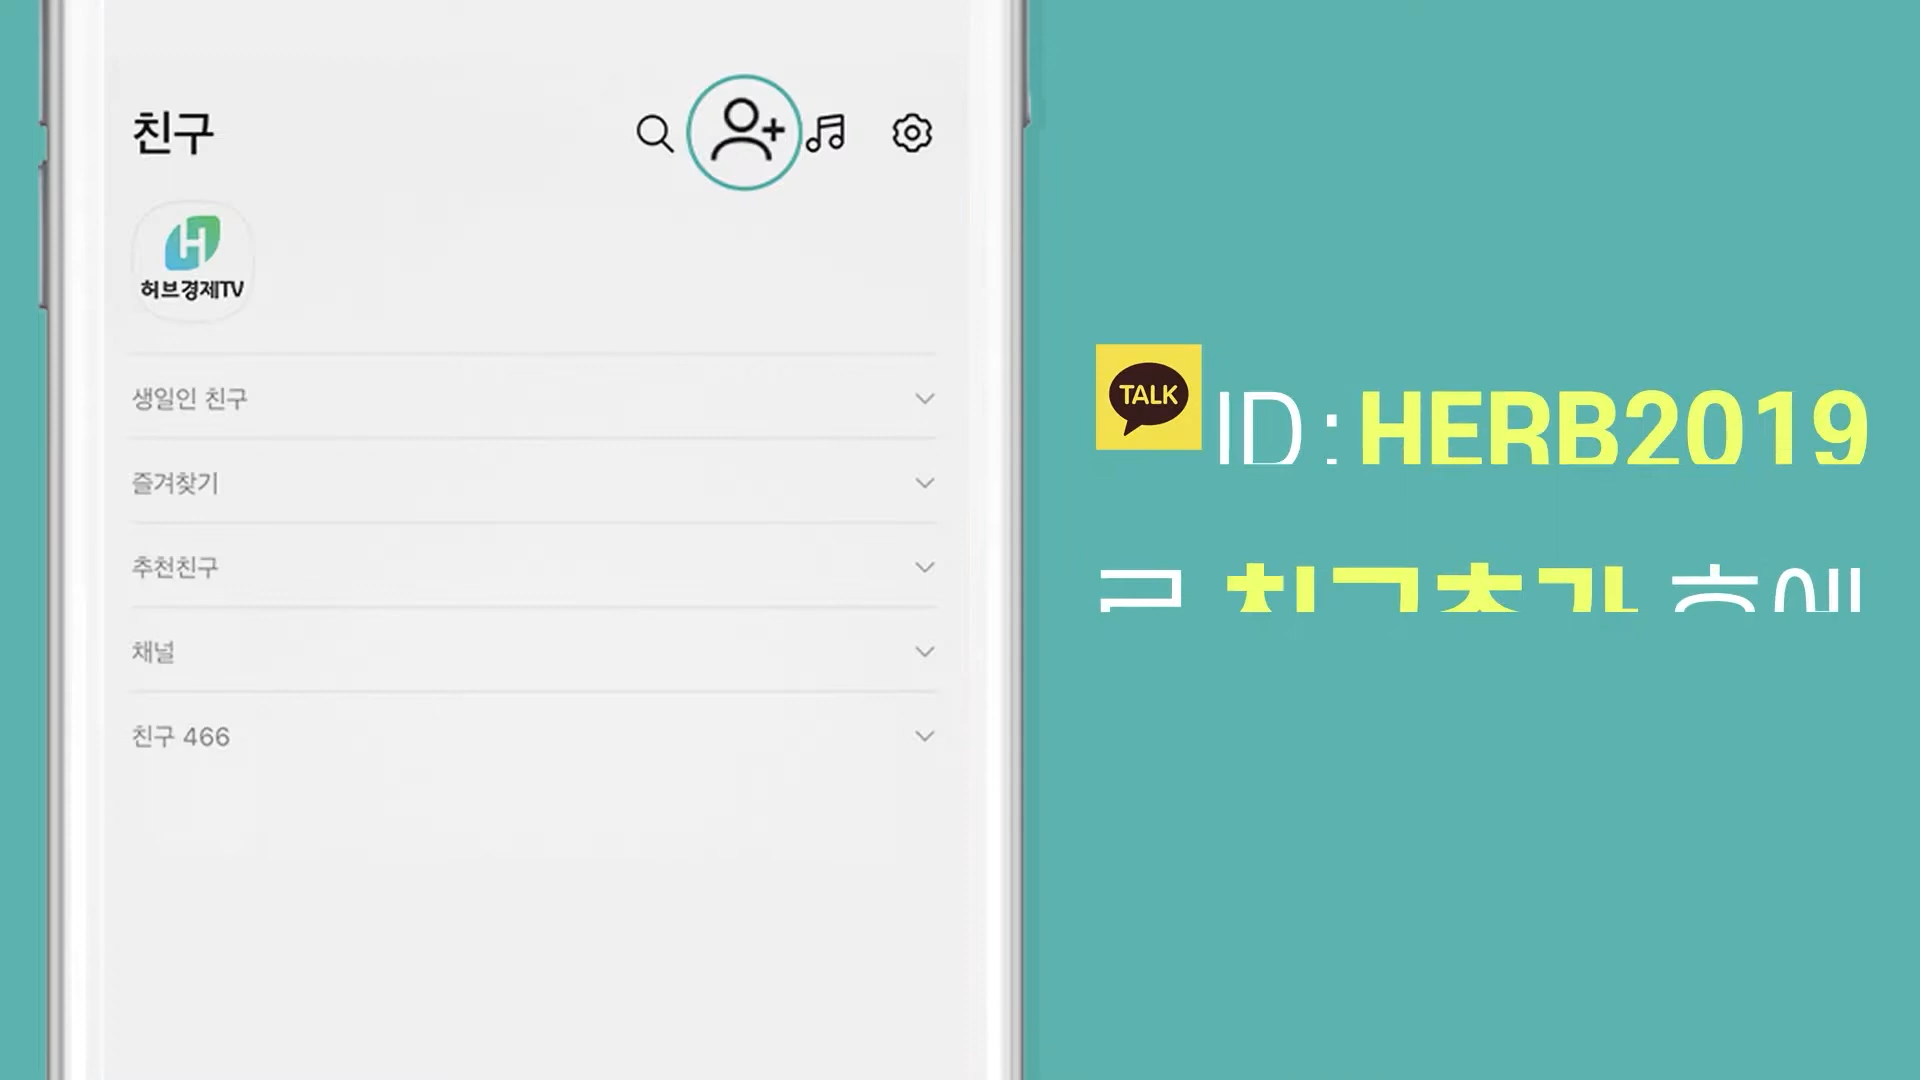 친구
허브경제TV
생일인 친구
즐겨찾기
추천친구
채널
친구 466
TALK ID : HERB2019